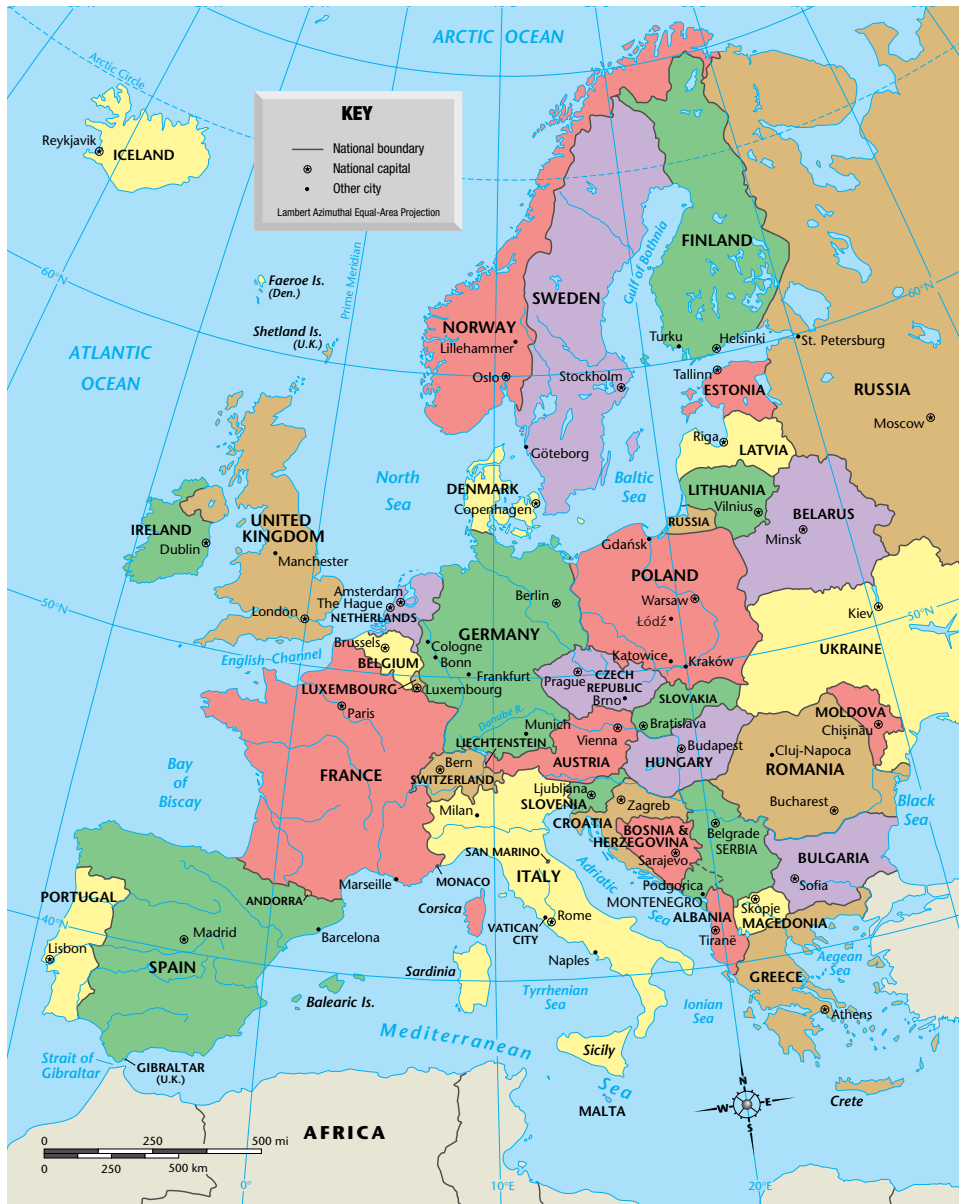 ARCTIC OCEAN
Arctic Circle
KEY
National boundary
National capital
Other city
Lambert Azimuthal Equal-Area Projection
Reykjavik
ICELAND
60°N
Faeroe Is.
(Den.)
Prime Meridian
Shetland Is.
(U.K.)
ATLANTIC
OCEAN
NORWAY
Lillehammer
Oslo
SWEDEN
Stockholm
Göteborg
Gulf of Bothnia
FINLAND
Turku
Helsinki
60°N
St. Petersburg
Tallinn
ESTONIA
RUSSIA
Moscow
Riga
LATVIA
North
Sea
Baltic
Sea
DENMARK
Copenhagen
LITHUANIA
Vilnius
RUSSIA
BELARUS
Minsk
IRELAND
Dublin
UNITED
KINGDOM
Manchester
London
50°N
English-Channel
Amsterdam
The Hague
NETHERLANDS
Brussels
BELGIUM
LUXEMBOURG
Luxembourg
Berlin
GERMANY
Cologne
Bonn
Frankfurt
Danube R.
Munich
Gdańsk
POLAND
Warsaw
Łódź
Katowice
Kraków
Kiev
50°N
UKRAINE
Prague
CZECH
REPUBLIC
Brno
SLOVAKIA
Bratislava
MOLDOVA
Chişinău
Paris
FRANCE
LIECHTENSTEIN
Bern
SWITZERLAND
Vienna
AUSTRIA
Budapest
HUNGARY
Cluj-Napoca
ROMANIA
Bucharest
Black
Sea
Bay
of
Biscay
Milan
Ljubljana
SLOVENIA
Zagreb
CROATIA
BOSNIA &
HERZEGOVINA
Sarajevo
Belgrade
SERBIA
BULGARIA
Sofia
SAN MARINO
ITALY
Adriatic
Sea
Podgorica
MONTENEGRO
ALBANIA
Tiranë
Skopje
MACEDONIA
Marseille
MONACO
Corsica
VATICAN
CITY
Rome
Naples
PORTUGAL
40°N
Lisbon
ANDORRA
Madrid
SPAIN
Barcelona
Balearic Is.
Sardinia
Tyrrhenian
Sea
Ionian
Sea
GREECE
Aegean
Sea
Athens
40°N
Mediterranean
Sea
Sicily
Strait of
Gibraltar
GIBRALTAR
(U.K.)
MALTA
Crete
N
W
E
S
AFRICA
0
250
500 mi
0
250
500 km
0°
10°E
20°E